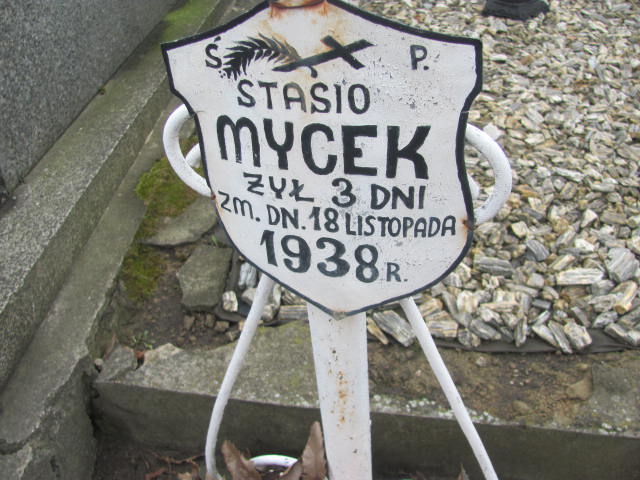 Ś. P.
STASIO
MYCEK
ŻYŁ 3 DNI
ZM. DN. 18 LISTOPADA
1938 R.